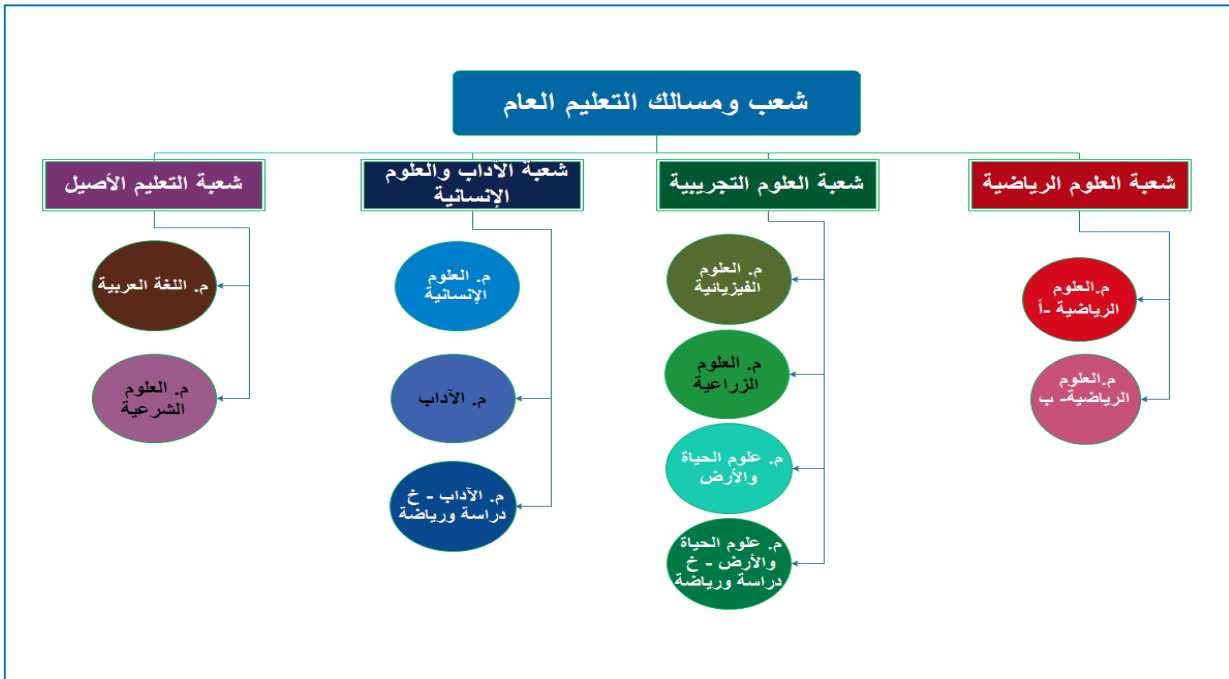 شعب ومسالك التعليم العام
شعبة العلوم الرياضية
شعبة العلوم التجريبية
شعبة الآداب والعلوم
الإنسانية
شعبة التعليم الأصيل
م.العلوم
الرياضية -أ
م.العلوم
الرياضية- ب
م. العلوم
الفيزيائية
م. العلوم
الزراعية
م. علوم الحياة
والأرض
م. علوم الحياة
والأرض - خ
دراسة ورياضة
م. العلوم
الإنسانية
م. الآداب
م. الآداب - خ
دراسة ورياضة
م. اللغة العربية
م. العلوم
الشرعية